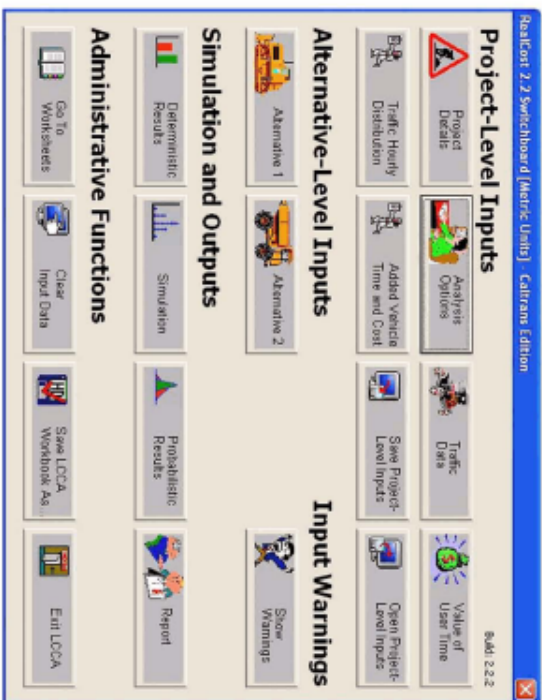 RealCost 2.2 Switchboard [Metric Units] - Caltrans Edition
Build: 2.2.2
Project-Level Inputs
Project
Details
Analysis
Options
Traffic
Data
Value of
User Time
Traffic Hourly
Distribution
Added Vehicle
Time and Cost
Save Project-
Level Inputs
Open Project-
Level Inputs
Alternative-Level Inputs
Input Warnings
Alternative 1
Alternative 2
Show
Warnings
Simulation and Outputs
Deterministic
Results
Simulation
Probabilistic
Results
Report
Administrative Functions
Go To
Worksheets
Clear
Input Data
Save LCCA
Workbook As...
Exit LCCA